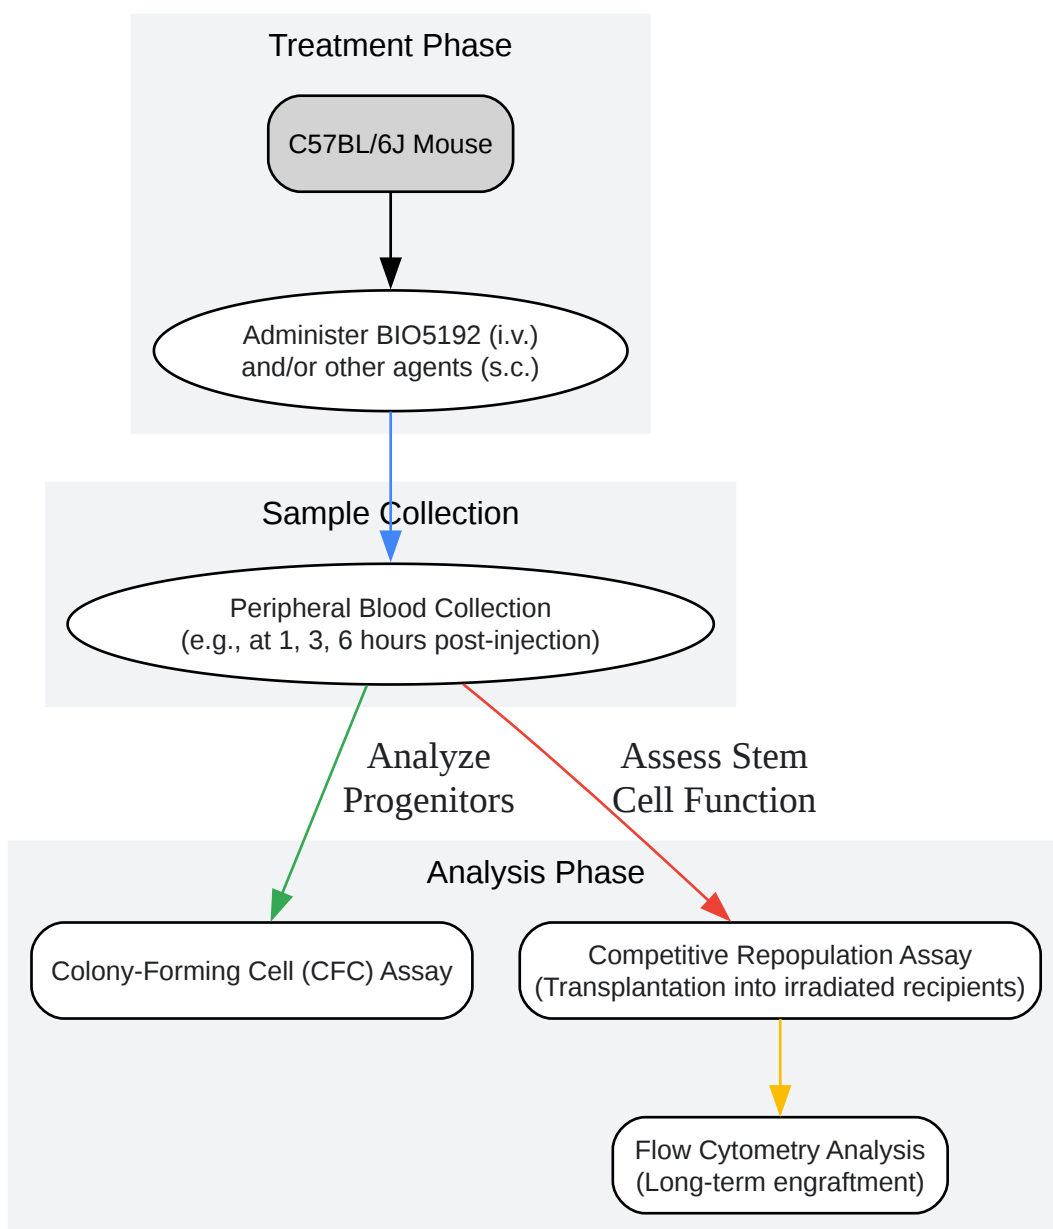 Treatment Phase
C57BL/6J Mouse
Administer BIO5192 (i.v.)
and/or other agents (s.c.)
Sample Collection
Peripheral Blood Collection
(e.g., at 1, 3, 6 hours post-injection)
Analyze
Progenitors
Assess Stem
Cell Function
Analysis Phase
Colony-Forming Cell (CFC) Assay
Competitive Repopulation Assay
(Transplantation into irradiated recipients)
Flow Cytometry Analysis
(Long-term engraftment)